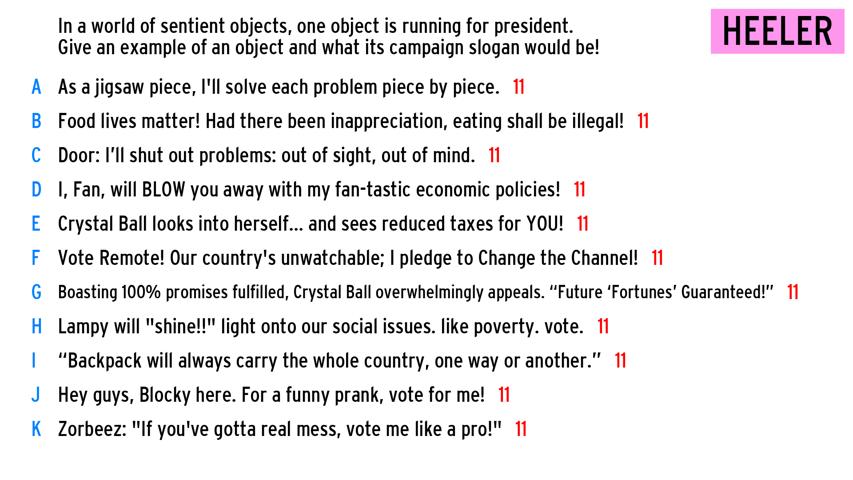 In a world of sentient objects, one object is running for president.
Give an example of an object and what its campaign slogan would be!
HEELER
A As a jigsaw piece, I'll solve each problem piece by piece. 11
B Food lives matter! Had there been inappreciation, eating shall be illegal! 11
C Door: I’ll shut out problems: out of sight, out of mind. 11
D I, Fan, will BLOW you away with my fan-tastic economic policies! 11
E Crystal Ball looks into herself... and sees reduced taxes for YOU! 11
F Vote Remote! Our country's unwatchable; I pledge to Change the Channel! 11
G Boasting 100% promises fulfilled, Crystal Ball overwhelmingly appeals. “Future ‘Fortunes’ Guaranteed!” 11
H Lampy will "shine!!" light onto our social issues. like poverty. vote. 11
I “Backpack will always carry the whole country, one way or another.” 11
J Hey guys, Blocky here. For a funny prank, vote for me! 11
K Zorbeez: "If you've gotta real mess, vote me like a pro!" 11